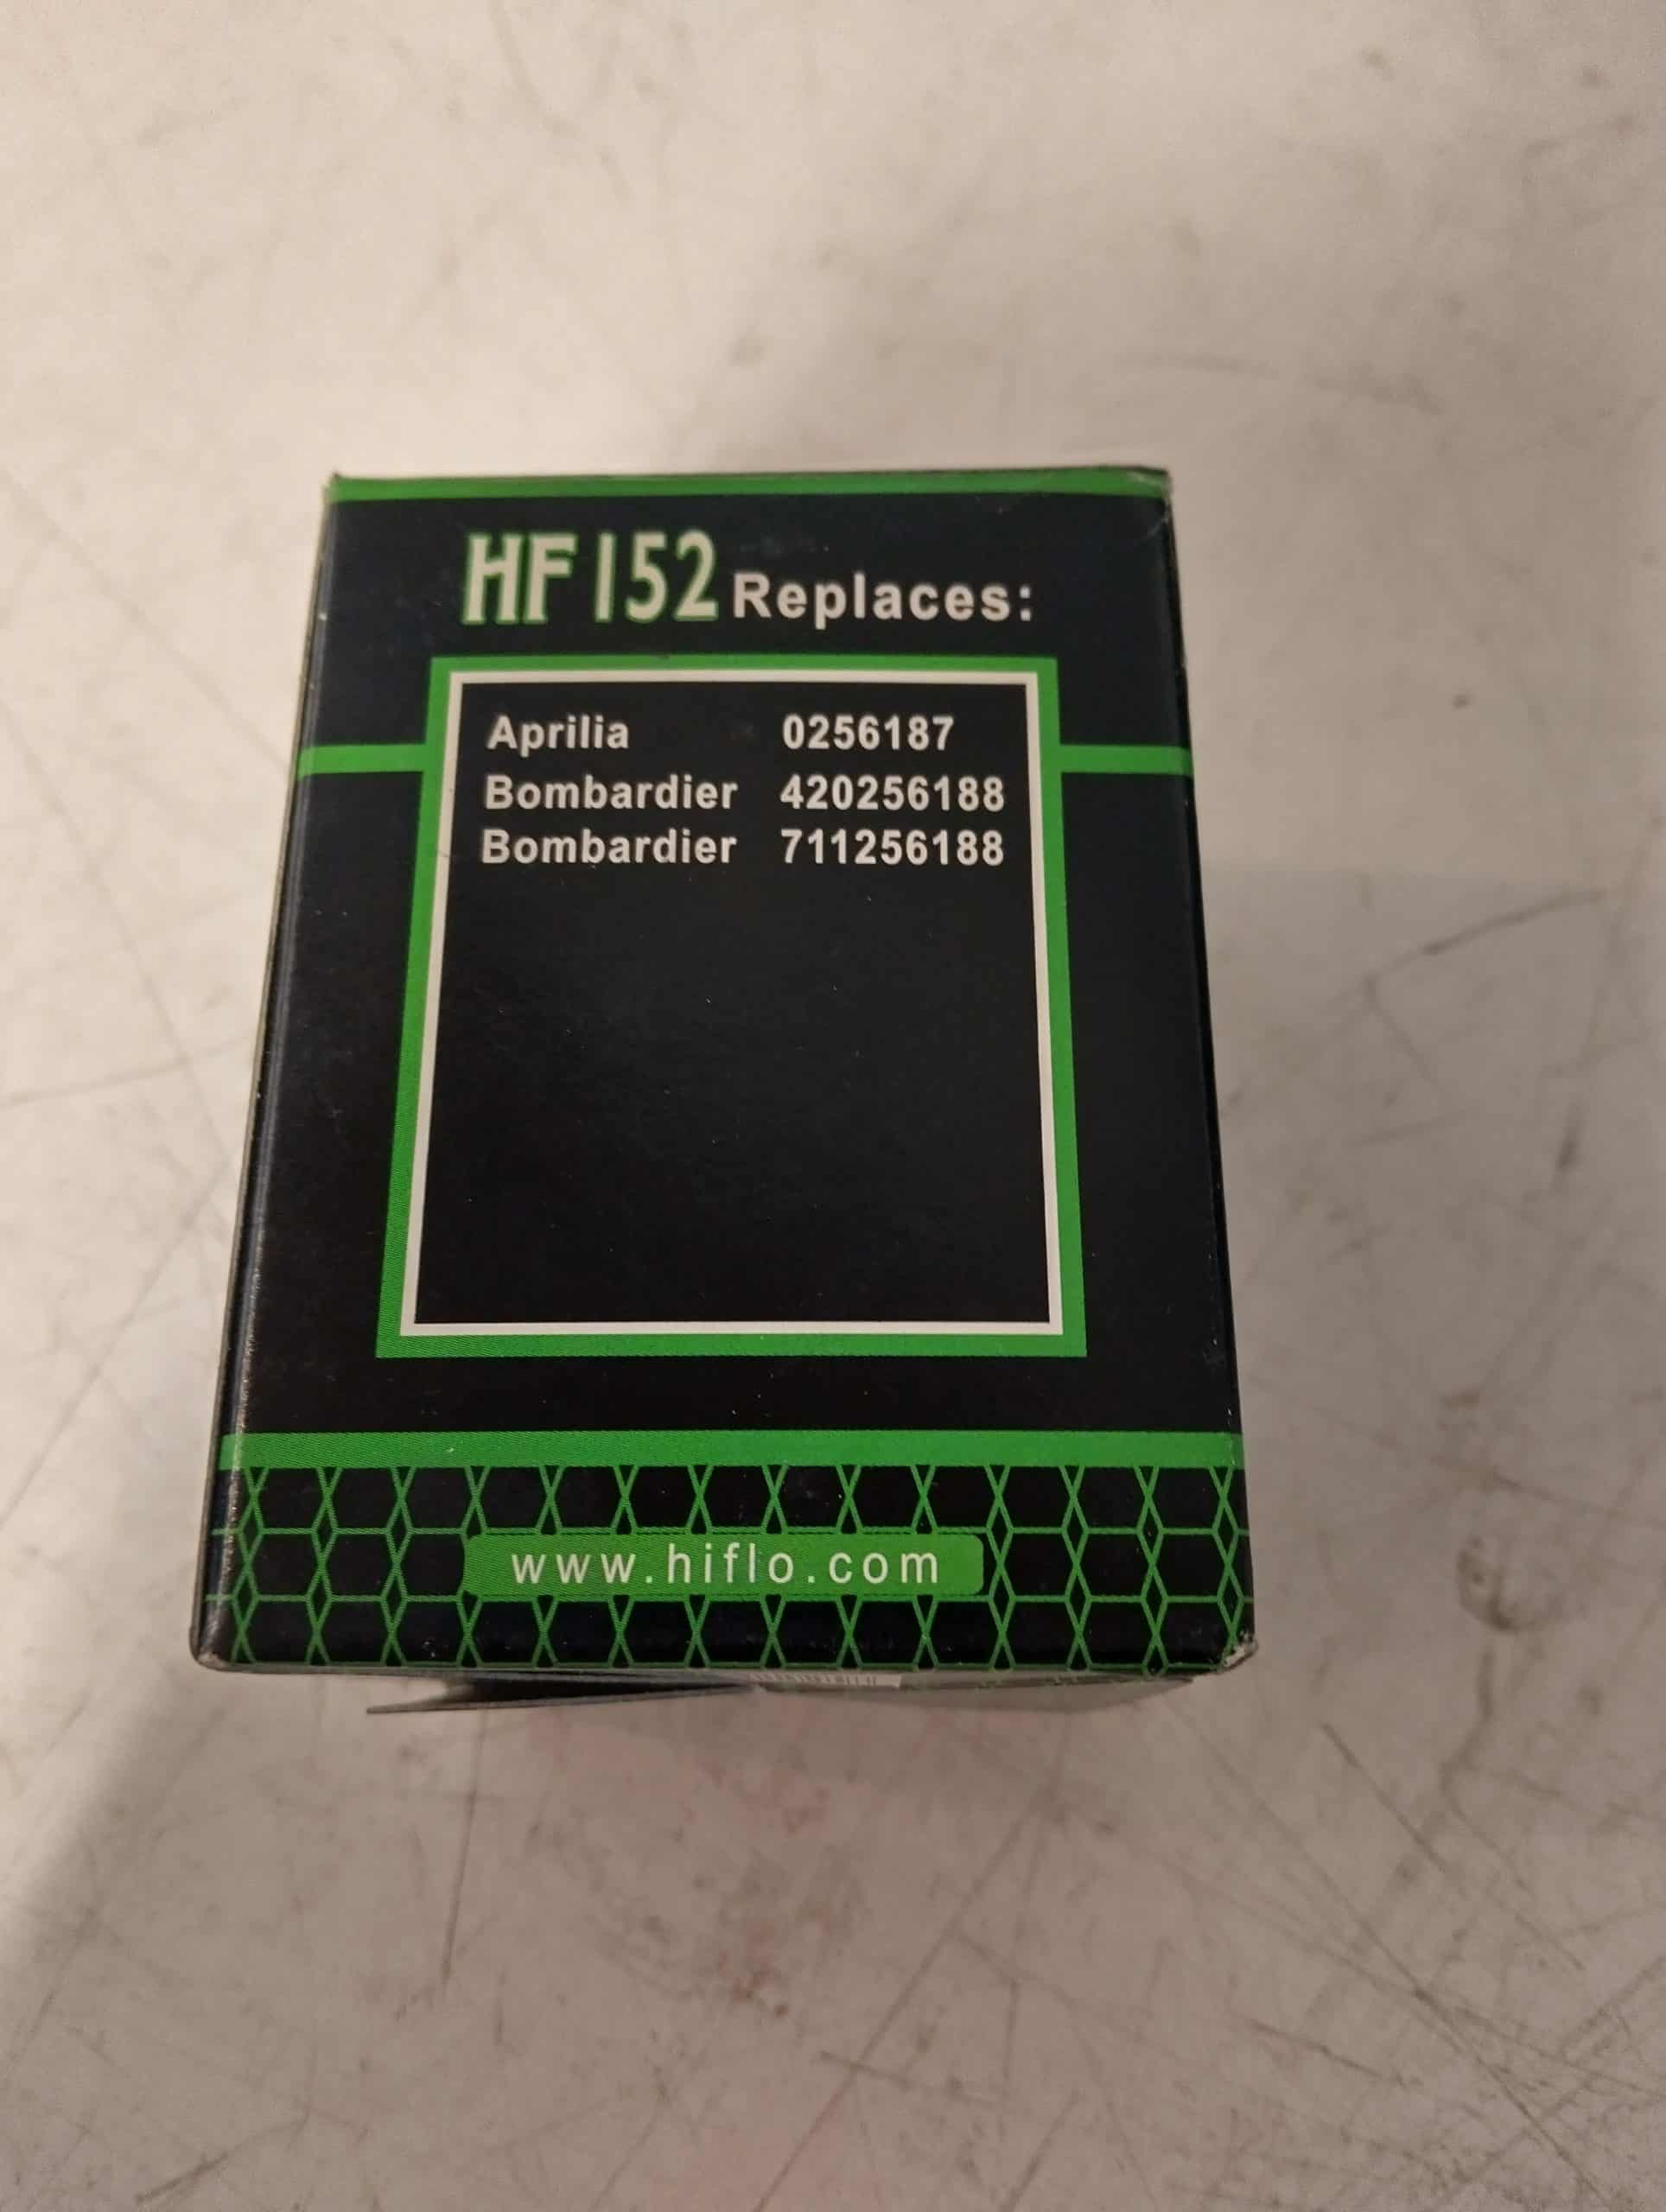 HF152 Replaces:
Aprilia 0256187
Bombardier 420256188
Bombardier 711256188
www.hiflo.com